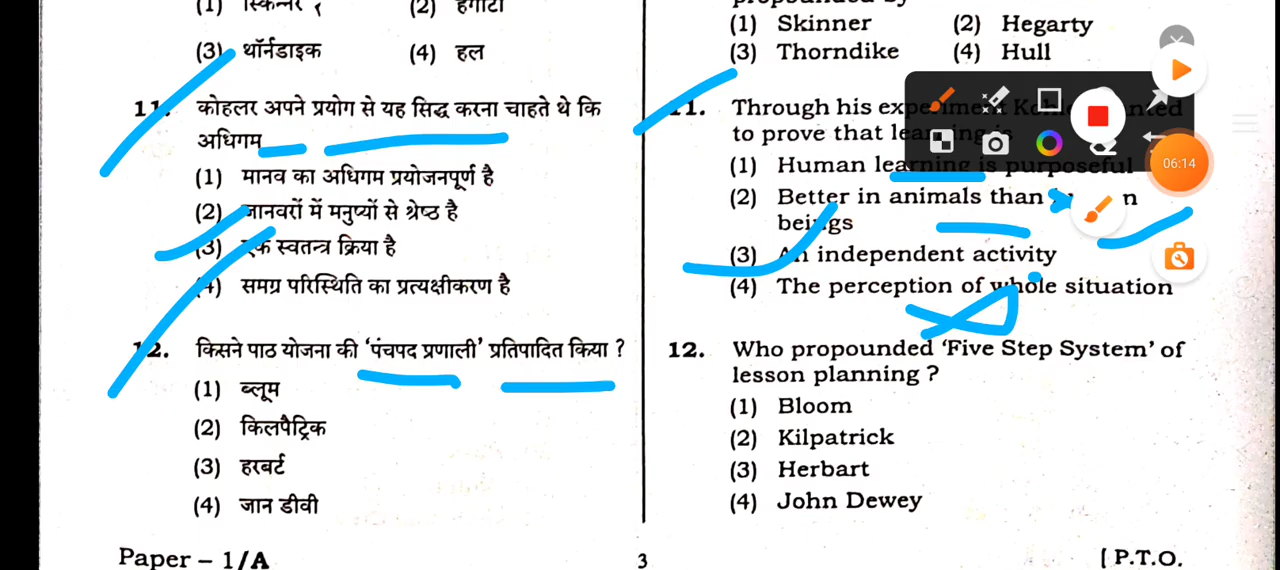 (1) स्किनर
(2) हेगार्टी
(3) थॉर्नडाइक
(4) हल
11. कोहलर अपने प्रयोग से यह सिद्ध करना चाहते थे कि
अधिगम
(1) मानव का अधिगम प्रयोजनपूर्ण है
(2) जानवरों में मनुष्यों से श्रेष्ठ है
(3) एक स्वतन्त्र क्रिया है
(4) समग्र परिस्थिति का प्रत्यक्षीकरण है
12. किसने पाठ योजना की ‘पंचपद प्रणाली’ प्रतिपादित किया ?
(1) ब्लूम
(2) किलपैट्रिक
(3) हरबर्ट
(4) जान डीवी
Paper – 1/A
3
propounded by
(1) Skinner
(2) Hegarty
(3) Thorndike
(4) Hull
11. Through his experiment
to prove that learning is
(1) Human learning is purposeful
(2) Better in animals than
beings
(3) An independent activity
(4) The perception of whole situation
12. Who propounded ‘Five Step System’ of
lesson planning ?
(1) Bloom
(2) Kilpatrick
(3) Herbart
(4) John Dewey
[ P.T.O.
06:14